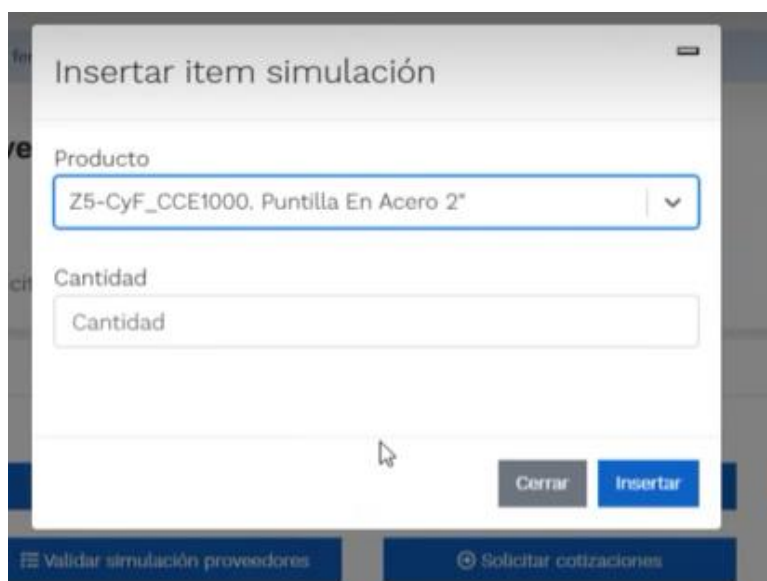 Insertar item simulación
Producto
Z5-CyF_CCE1000. Puntilla En Acero 2"
Cantidad
Cantidad
Cerrar
Insertar
Validar simulación proveedores
Solicitar cotizaciones